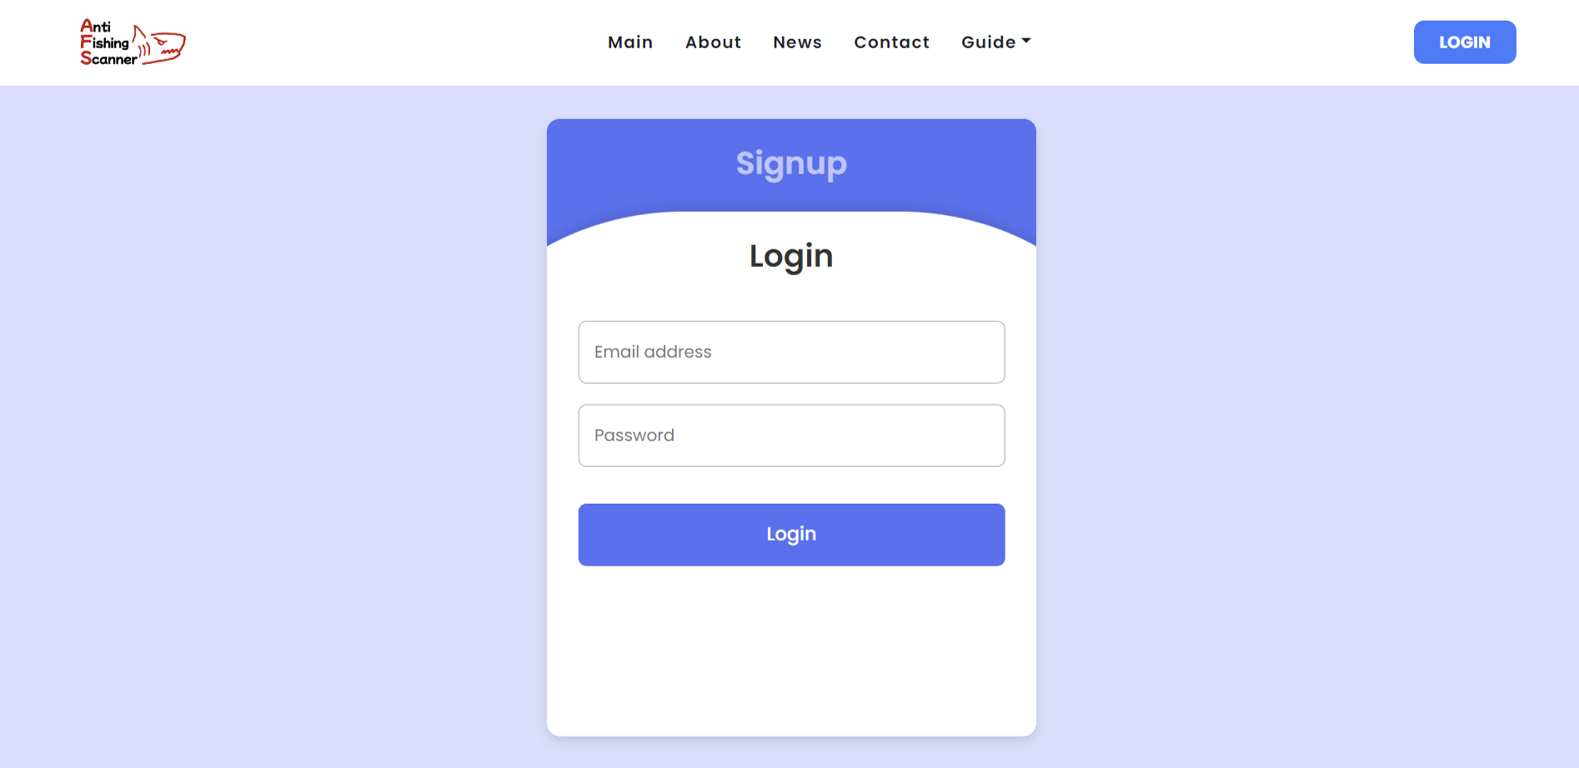 Anti
Fishing
Scanner
Main About News Contact Guide
LOGIN
Signup
Login
Email address
Password
Login